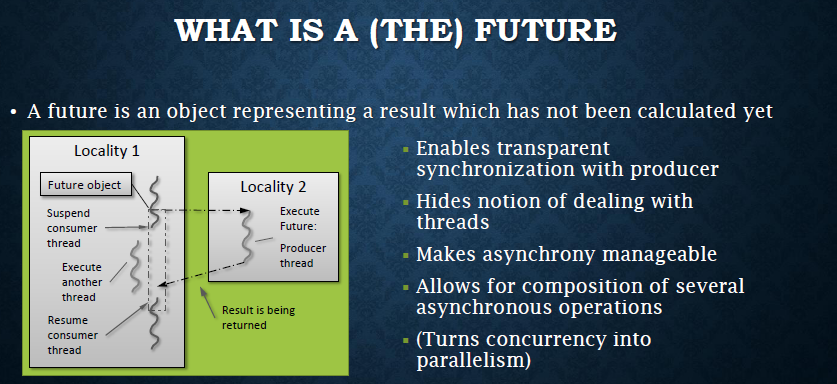 WHAT IS A (THE) FUTURE
• A future is an object representing a result which has not been calculated yet
Locality 1
Future object
Suspend
consumer
thread
Execute
another
thread
Resume
consumer
thread
Locality 2
Execute
Future:
Producer
thread
Result is being
returned
▪ Enables transparent
synchronization with producer
▪ Hides notion of dealing with
threads
▪ Makes asynchrony manageable
▪ Allows for composition of several
asynchronous operations
▪ (Turns concurrency into
parallelism)